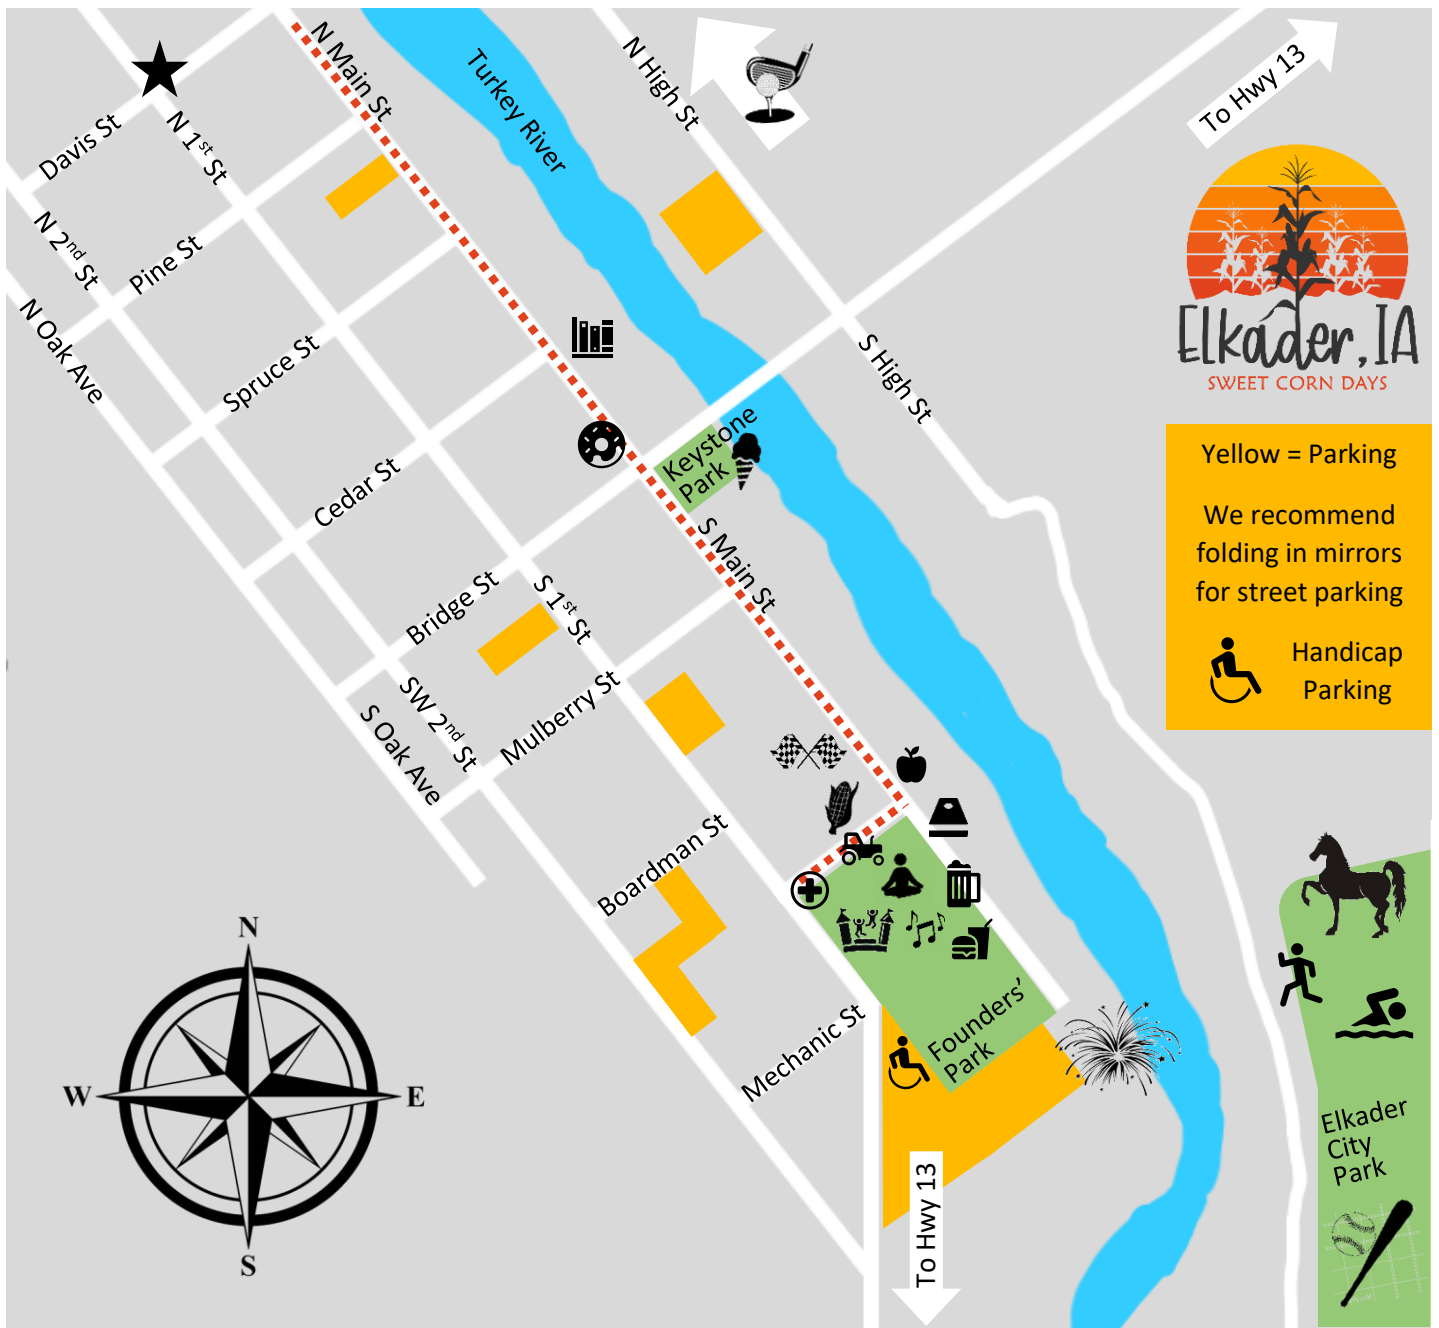 N Main St
Turkey River
N High St
To Hwy 13
Davis St
N 1st St
N 2nd St
Pine St
N Oak Ave
Spruce St
S High St
Elkader, IA
SWEET CORN DAYS
Cedar St
Keystone
Park
Yellow = Parking
We recommend
folding in mirrors
for street parking
Handicap
Parking
S Main St
Bridge St
S 1st St
SW 2nd St
S Oak Ave
Mulberry St
Boardman St
Mechanic St
Founders’
Park
N
W
E
S
To Hwy 13
Elkader
City
Park